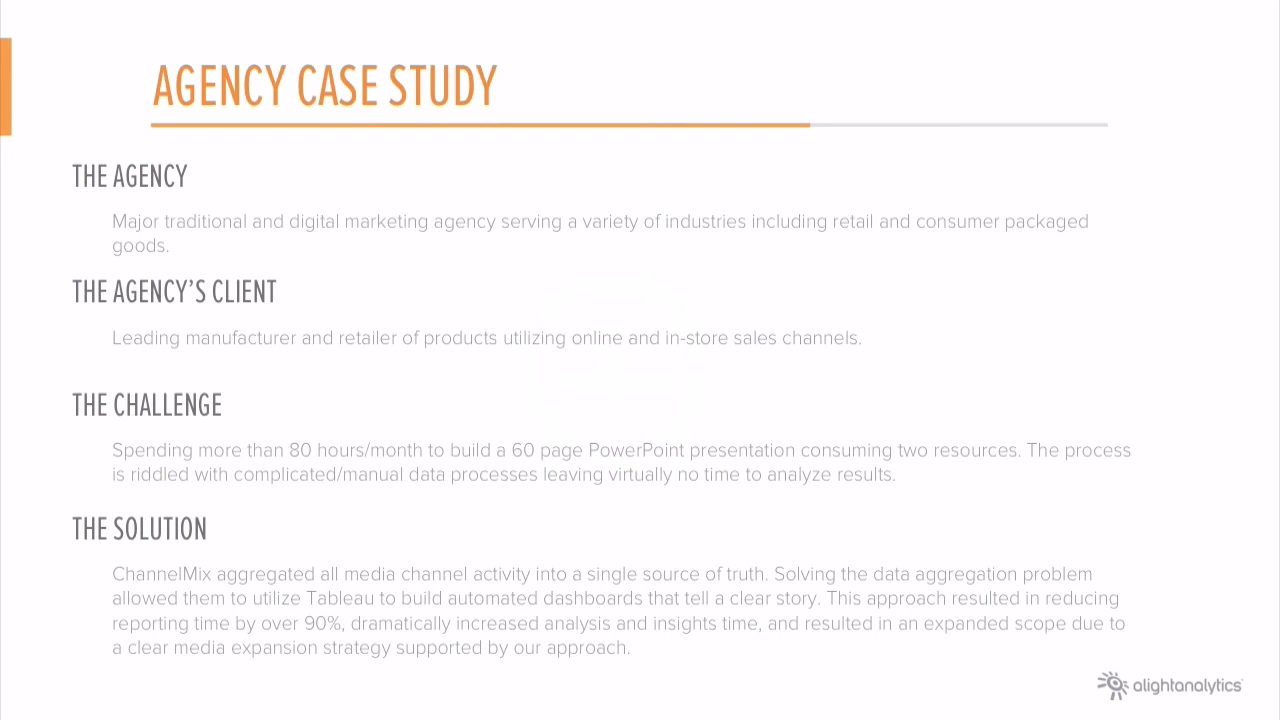 AGENCY CASE STUDY
THE AGENCY
Major traditional and digital marketing agency serving a variety of industries including retail and consumer packaged
goods.
THE AGENCY’S CLIENT
Leading manufacturer and retailer of products utilizing online and in-store sales channels.
THE CHALLENGE
Spending more than 80 hours/month to build a 60 page PowerPoint presentation consuming two resources. The process
is riddled with complicated/manual data processes leaving virtually no time to analyze results.
THE SOLUTION
ChannelMix aggregated all media channel activity into a single source of truth. Solving the data aggregation problem
allowed them to utilize Tableau to build automated dashboards that tell a clear story. This approach resulted in reducing
reporting time by over 90%, dramatically increased analysis and insights time, and resulted in an expanded scope due to
a clear media expansion strategy supported by our approach.
alightanalytics